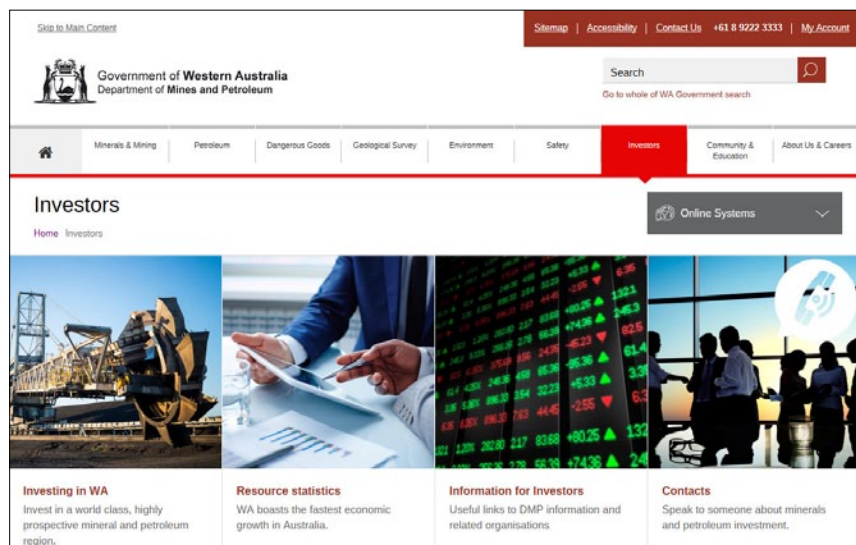 Skip to Main Content
Sitemap | Accessibility | Contact Us +61 8 9222 3333 | My Account
Government of Western Australia
Department of Mines and Petroleum
Search
Go to whole of WA Government search
Minerals & Mining
Petroleum
Dangerous Goods
Geological Survey
Environment
Safety
Investors
Community &
Education
About Us & Careers
Investors
Online Systems
Home Investors
Investing in WA
Invest in a world class, highly
prospective mineral and petroleum
region.
Resource statistics
WA boasts the fastest economic
growth in Australia.
Information for Investors
Useful links to DMP information and
related organisations
Contacts
Speak to someone about minerals
and petroleum investment.